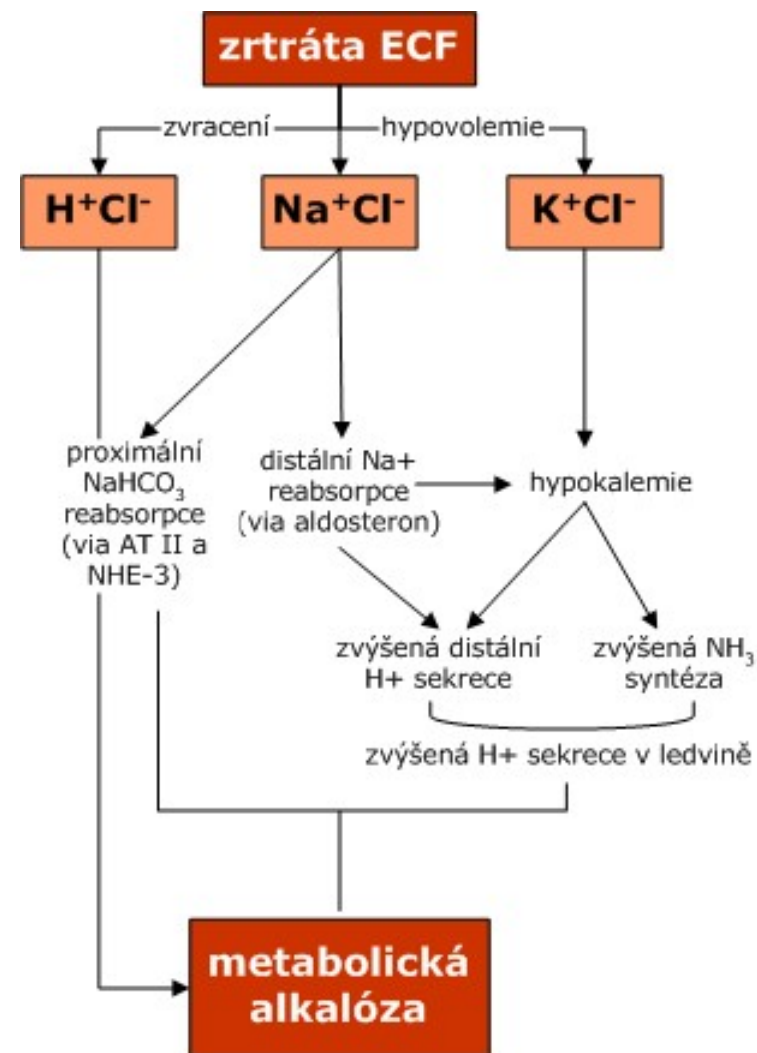 zrtráta ECF
zvracení
hypovolemie
H⁺Cl⁻
Na⁺Cl⁻
K⁺Cl⁻
proximální
NaHCO₃
reabsorpce
(via AT II a
NHE-3)
distální Na+
reabsorpce
(via aldosteron)
hypokalemie
zvýšená distální
H+ sekrece
zvýšená NH₃
syntéza
zvýšená H+ sekrece v ledvině
metabolická
alkalóza